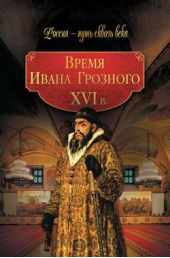 Россия – путь сквозь века
ВРЕМЯ
ИВАНА ГРОЗНОГО
XVI в.